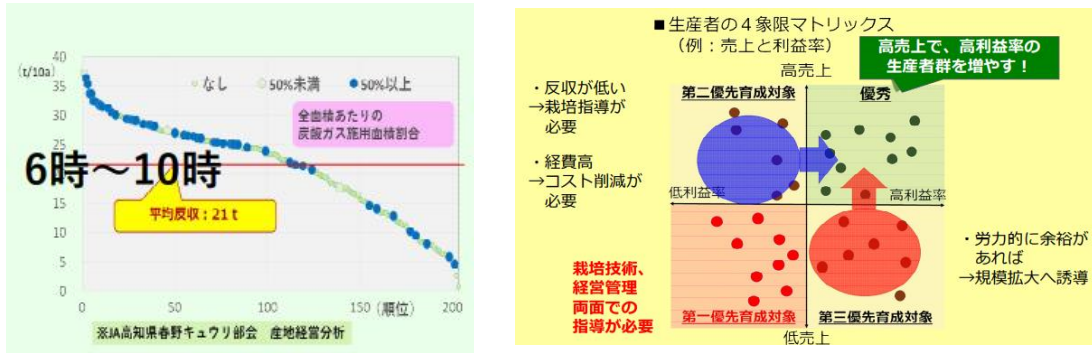 (t/10a)
40
35
30
25
20
15
10
5
0
なし
50%未満
50%以上
全面積あたりの
炭酸ガス施用面積割合
6時～10時
平均反収：21ｔ
0
50
100
150
200
(順位)
※JA高知県春野キュウリ部会　産地経営分析
■生産者の４象限マトリックス
（例：売上と利益率）
高売上で、高利益率の
生産者群を増やす！
高売上
・反収が低い
→栽培指導が
必要
・経費高
→コスト削減が
必要
第二優先育成対象
優秀
低利益率
高利益率
・労力的に余裕が
あれば
→規模拡大へ誘導
栽培技術、
経営管理
両面での
指導が必要
第一優先育成対象
第三優先育成対象
低売上